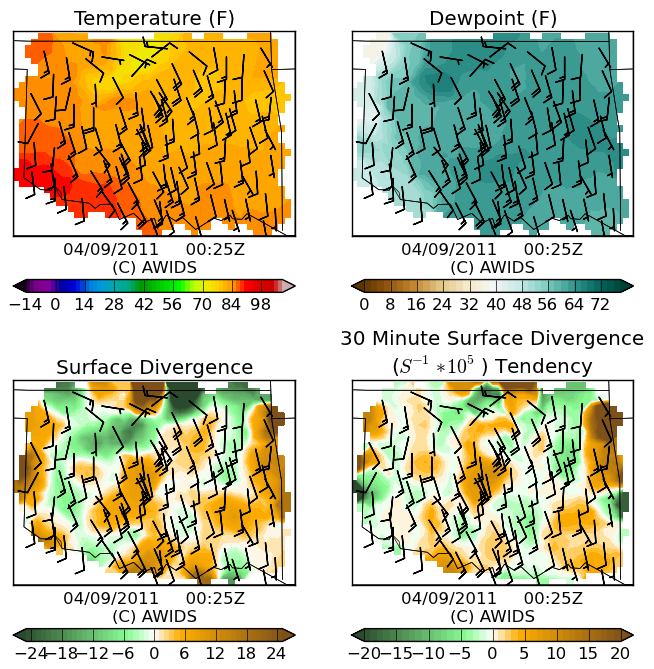 Temperature (F)
Dewpoint (F)
04/09/2011 00:25Z
(C) AWIDS
04/09/2011 00:25Z
(C) AWIDS
−14 0 14 28 42 56 70 84 98
0 8 16 24 32 40 48 56 64 72
Surface Divergence
30 Minute Surface Divergence
(S⁻¹ ∗10⁵ ) Tendency
04/09/2011 00:25Z
(C) AWIDS
04/09/2011 00:25Z
(C) AWIDS
−24 −18 −12 −6 0 6 12 18 24
−20 −15 −10 −5 0 5 10 15 20